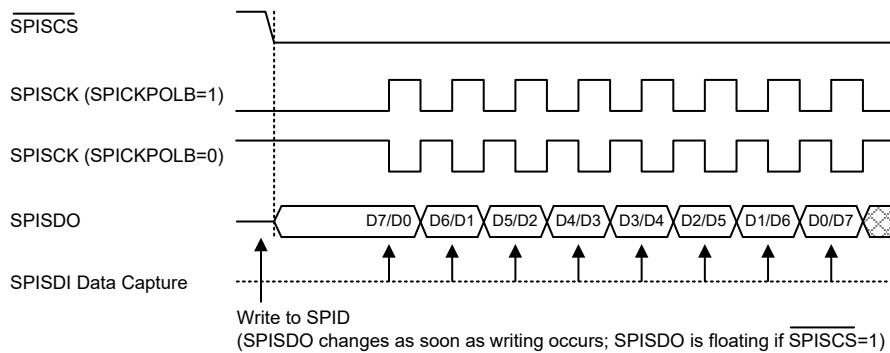 SPISCS
SPISCK (SPICKPOLB=1)
SPISCK (SPICKPOLB=0)
SPISDO
D7/D0 D6/D1 D5/D2 D4/D3 D3/D4 D2/D5 D1/D6 D0/D7
SPISDI Data Capture
Write to SPID
(SPISDO changes as soon as writing occurs; SPISDO is floating if SPISCS=1)